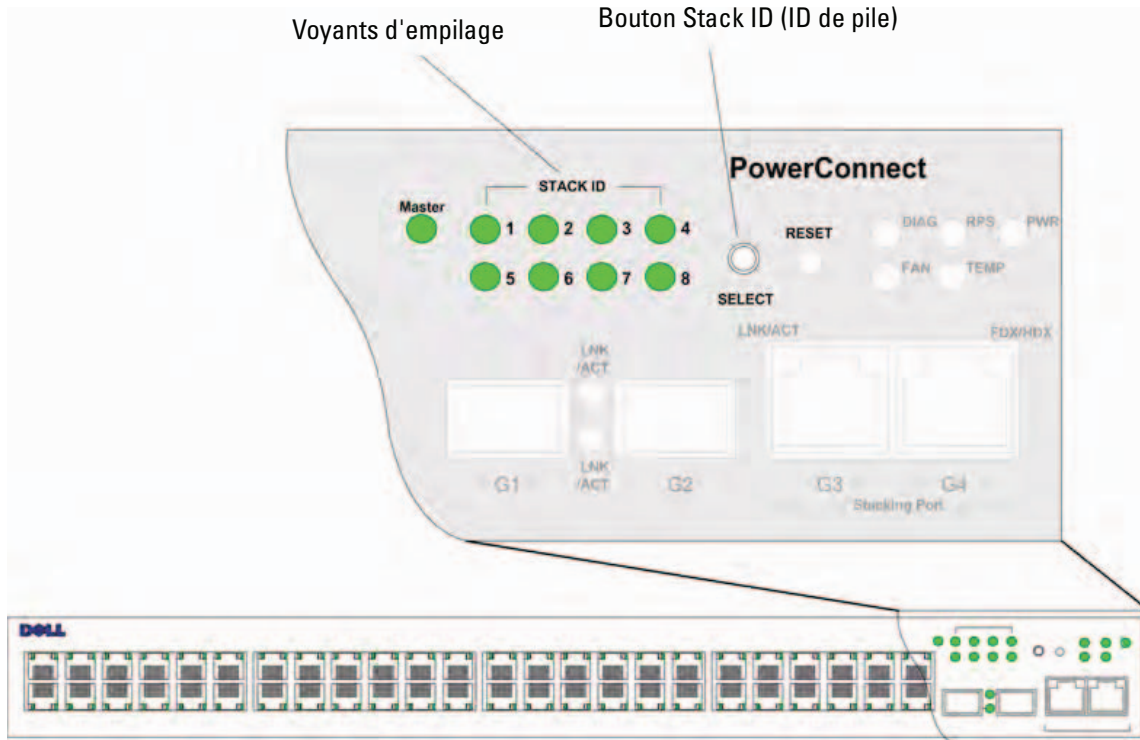 Voyants d'empilage
Bouton Stack ID (ID de pile)
PowerConnect
STACK ID
Master
1 2 3 4
5 6 7 8
SELECT
RESET
DIAG RPS PWR
FAN TEMP
LNK/ACT
FDX/HDX
LNK
/ACT
LNK
/ACT
G1
G2
G3
G4
Stacking Port
DELL